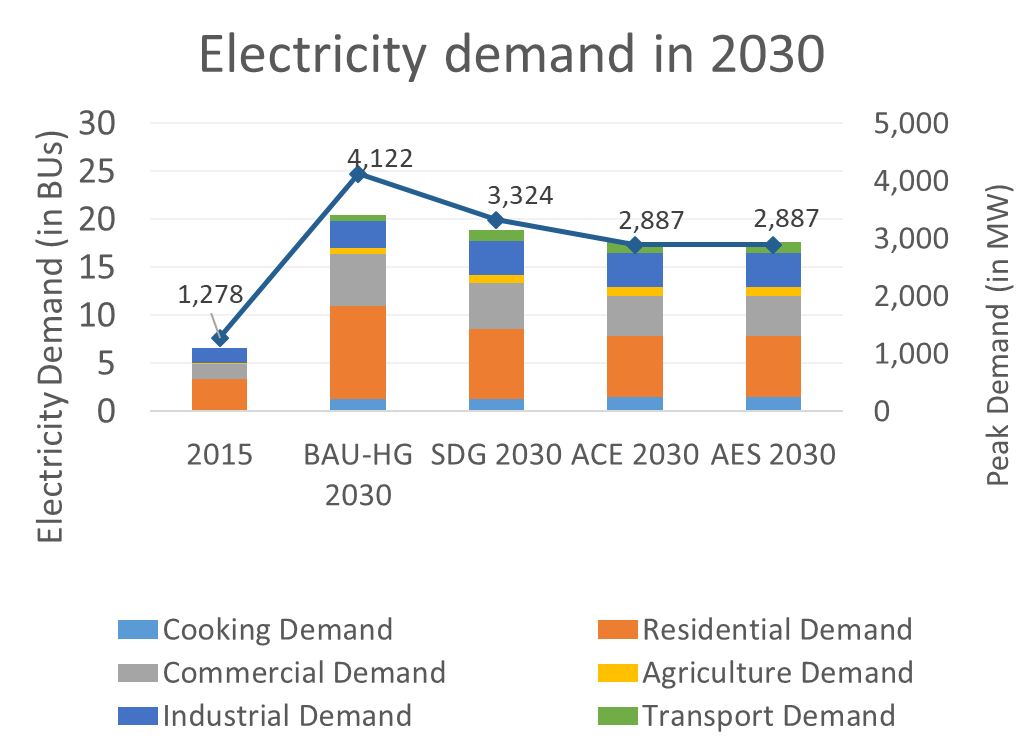 Electricity demand in 2030
Electricity Demand (in BUs)
30
25
20
15
10
5
0
5,000
4,000
3,000
2,000
1,000
0
Peak Demand (in MW)
1,278
4,122
3,324
2,887
2,887
2015
BAU-HG
2030
SDG 2030
ACE 2030
AES 2030
Cooking Demand
Residential Demand
Commercial Demand
Agriculture Demand
Industrial Demand
Transport Demand